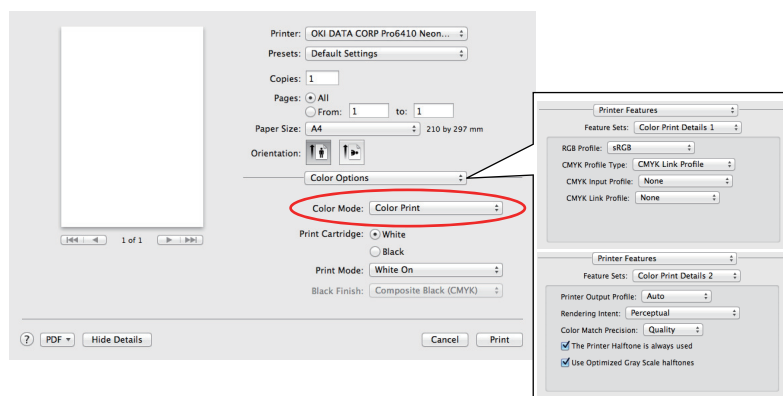 Printer: OKI DATA CORP Pro6410 Neon...
Presets: Default Settings
Copies: 1
Pages: All
From: 1 to: 1
Paper Size: A4 210 by 297 mm
Orientation:
Color Options
Color Mode: Color Print
Print Cartridge: White
Black
Print Mode: White On
Black Finish: Composite Black (CMYK)
1 of 1
? PDF Hide Details Cancel Print
Printer Features
Feature Sets: Color Print Details 1
RGB Profile: sRGB
CMYK Profile Type: CMYK Link Profile
CMYK Input Profile: None
CMYK Link Profile: None
Printer Features
Feature Sets: Color Print Details 2
Printer Output Profile: Auto
Rendering Intent: Perceptual
Color Match Precision: Quality
The Printer Halftone is always used
Use Optimized Gray Scale halftones